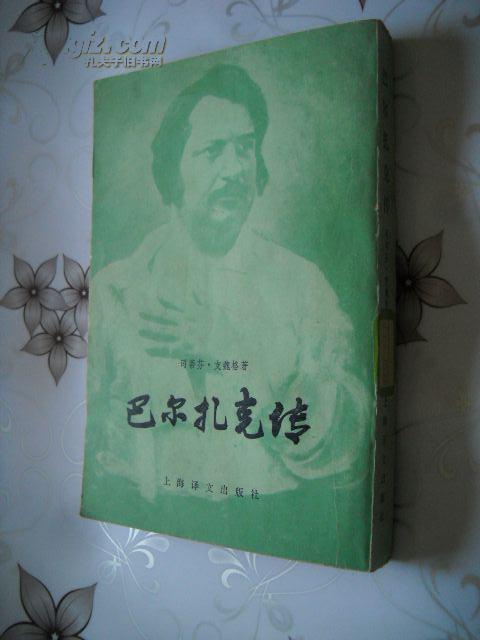 gjz.com
孔夫子旧书网
司蒂芬·支魏格著
巴尔扎克传
上海译文出版社